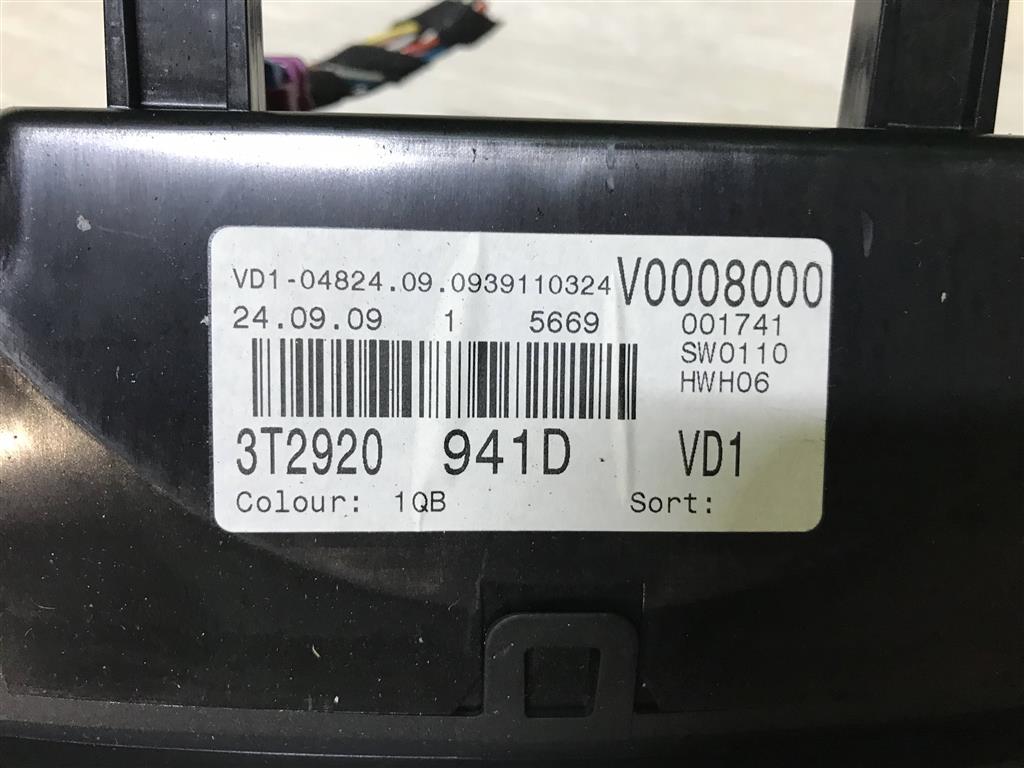 VD1-04824.09.0939110324 V0008000
24.09.09 1 5669 001741
SW0110
HWH06
3T2920 941D VD1
Colour: 1QB Sort: